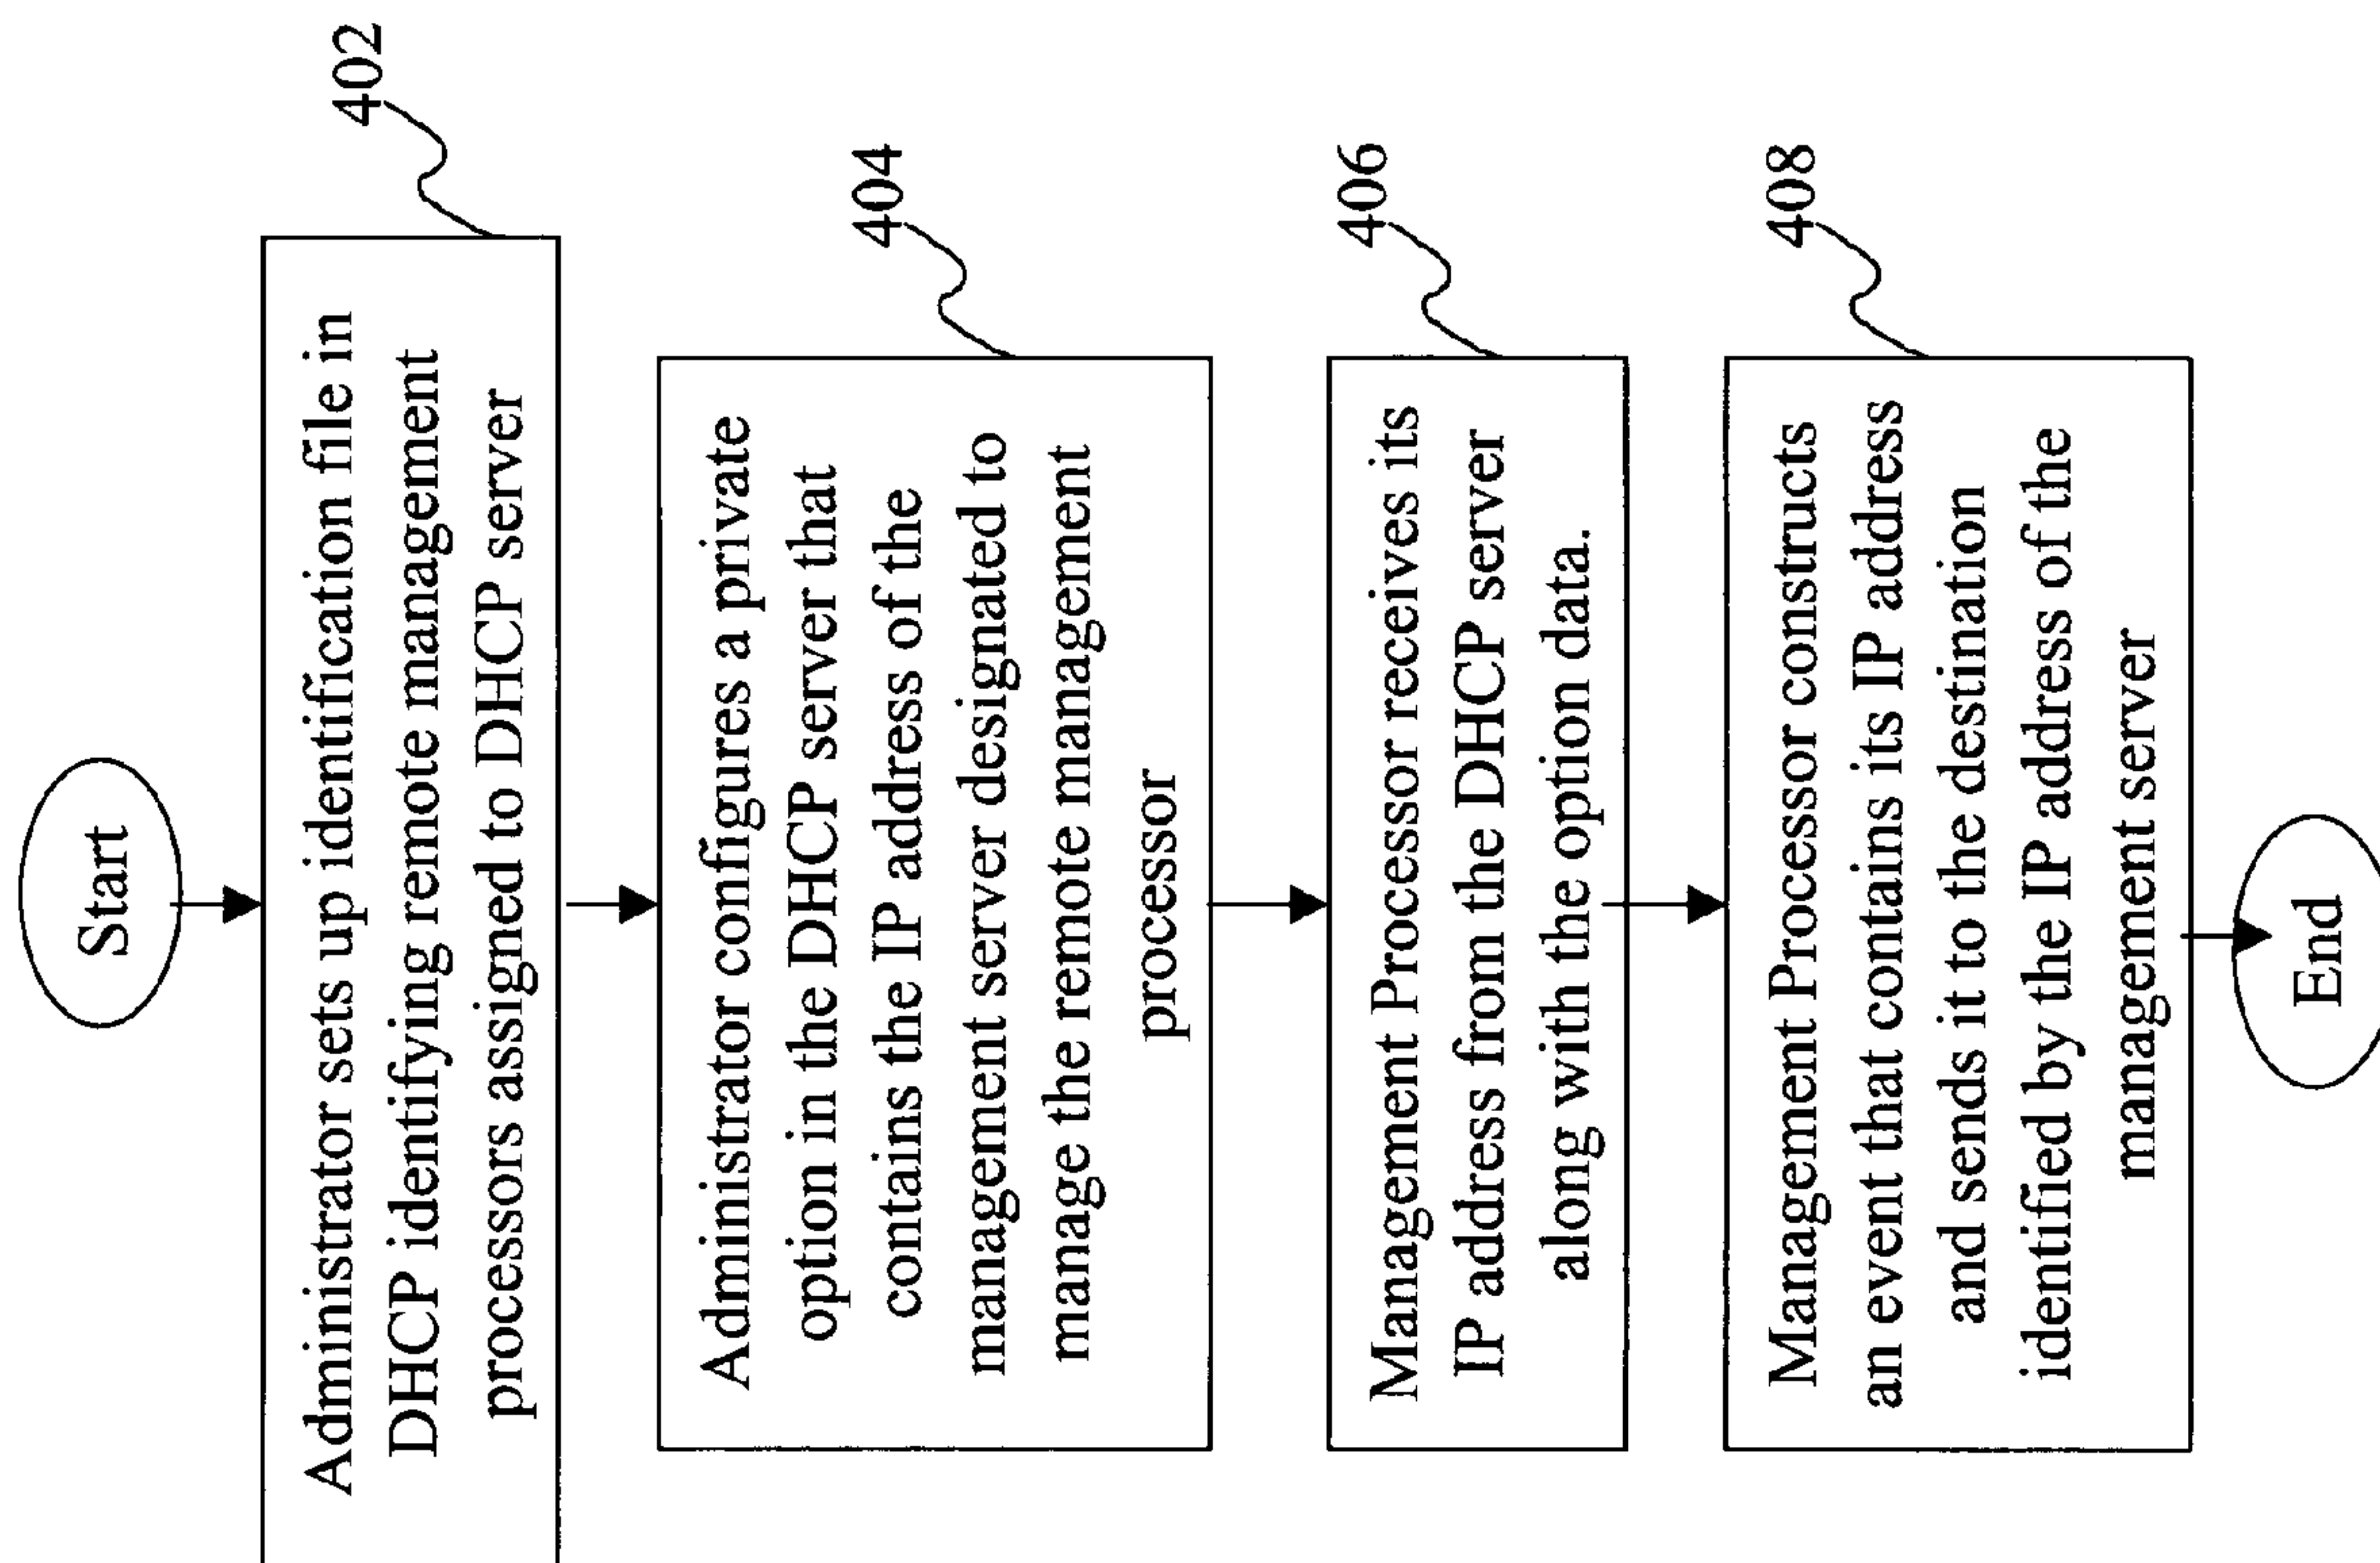 Start
Administrator sets up identification file in
DHCP identifying remote management
processors assigned to DHCP server
402
Administrator configures a private
option in the DHCP server that
contains the IP address of the
management server designated to
manage the remote management
processor
404
Management Processor receives its
IP address from the DHCP server
along with the option data.
406
Management Processor constructs
an event that contains its IP address
and sends it to the destination
identified by the IP address of the
management server
408
End